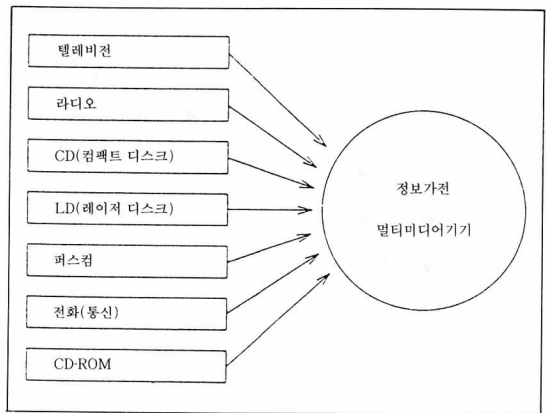 텔레비전
라디오
CD(컴팩트 디스크)
LD(레이저 디스크)
퍼스컴
전화(통신)
CD-ROM
정보가전
멀티미디어기기